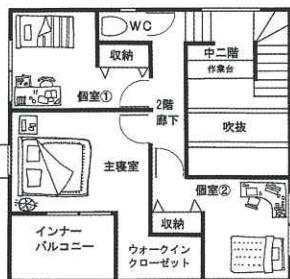 WC
収納
中二階
作業台
個室①
2階
廊下
吹抜
主寝室
個室②
収納
インナー
バルコニー
ウォークイン
クローゼット